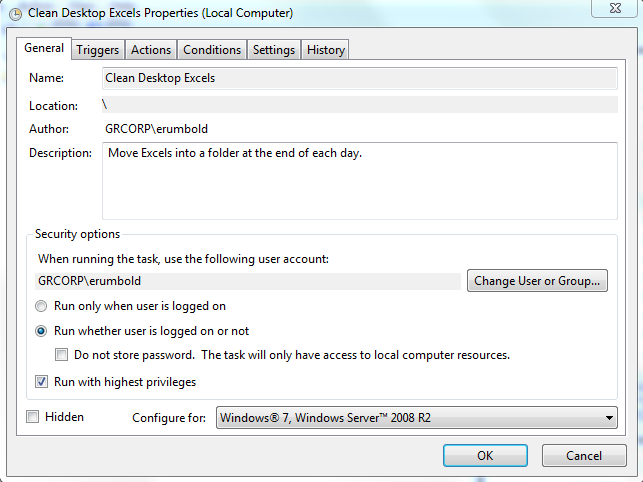 Clean Desktop Excels Properties (Local Computer)
General Triggers Actions Conditions Settings History
Name: Clean Desktop Excels
Location: \
Author: GRCORP\erumbold
Description: Move Excels into a folder at the end of each day.
Security options
When running the task, use the following user account:
GRCORP\erumbold Change User or Group...
Run only when user is logged on
Run whether user is logged on or not
Do not store password. The task will only have access to local computer resources.
Run with highest privileges
Hidden Configure for: Windows® 7, Windows Server™ 2008 R2
OK Cancel